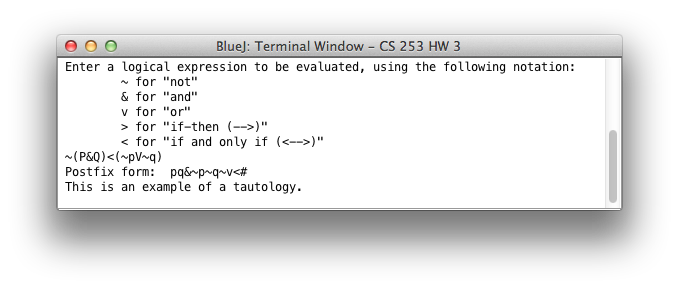 BlueJ: Terminal Window – CS 253 HW 3
Enter a logical expression to be evaluated, using the following notation:
~ for "not"
& for "and"
v for "or"
> for "if-then (-->)"
< for "if and only if (<-->)"
~(P&Q)<(~pV~q)
Postfix form:  pq&~p~q~v<#
This is an example of a tautology.